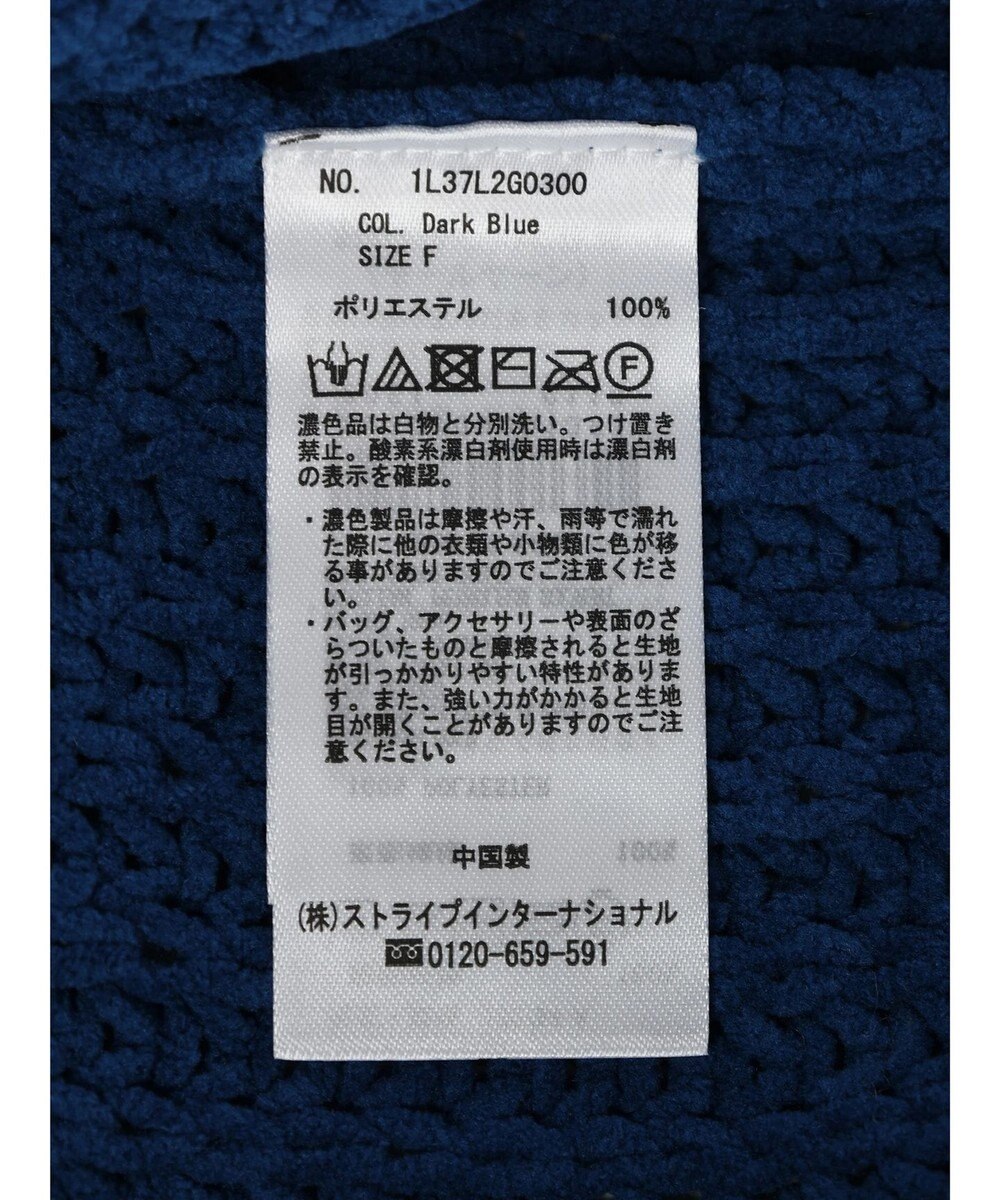 NO. 1L37L2G0300
COL. Dark Blue
SIZE F
ポリエステル 100%
F
濃色品は白物と分別洗い。つけ置き
禁止。酸素系漂白剤使用時は漂白剤
の表示を確認。
・濃色製品は摩擦や汗、雨等で濡れ
た際に他の衣類や小物類に色が移
る事がありますのでご注意くださ
い。
・バッグ、アクセサリーや表面のざ
らついたものと摩擦されると生地
が引っかかりやすい特性がありま
す。また、強い力がかかると生地
目が開くことがありますのでご注
意ください。
中国製
(株)ストライプインターナショナル
0120-659-591